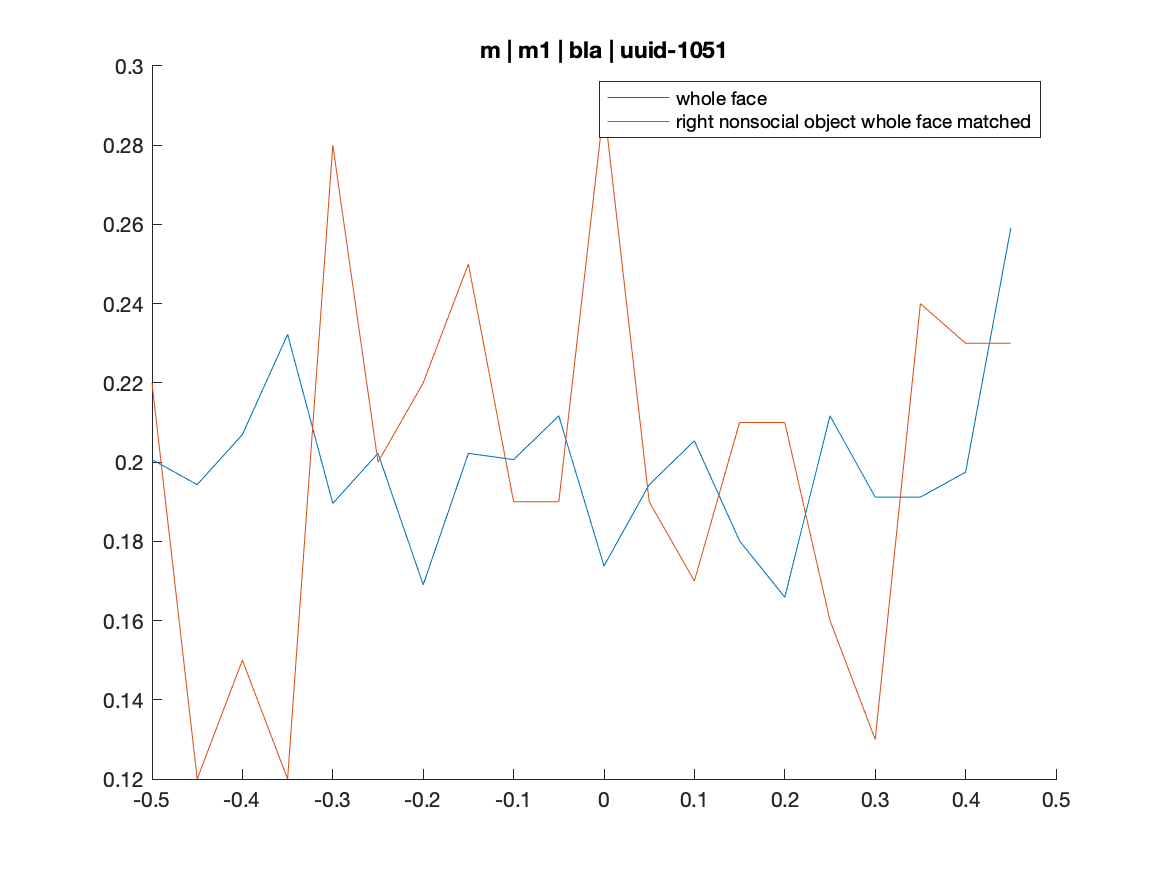 m | m1 | bla | uuid-1051
whole face
right nonsocial object whole face matched
0.3
0.28
0.26
0.24
0.22
0.2
0.18
0.16
0.14
0.12
-0.5 -0.4 -0.3 -0.2 -0.1 0 0.1 0.2 0.3 0.4 0.5